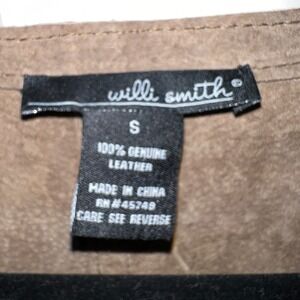 willi smith®
S
100% GENUINE
LEATHER
MADE IN CHINA
RN#45749
CARE SEE REVERSE